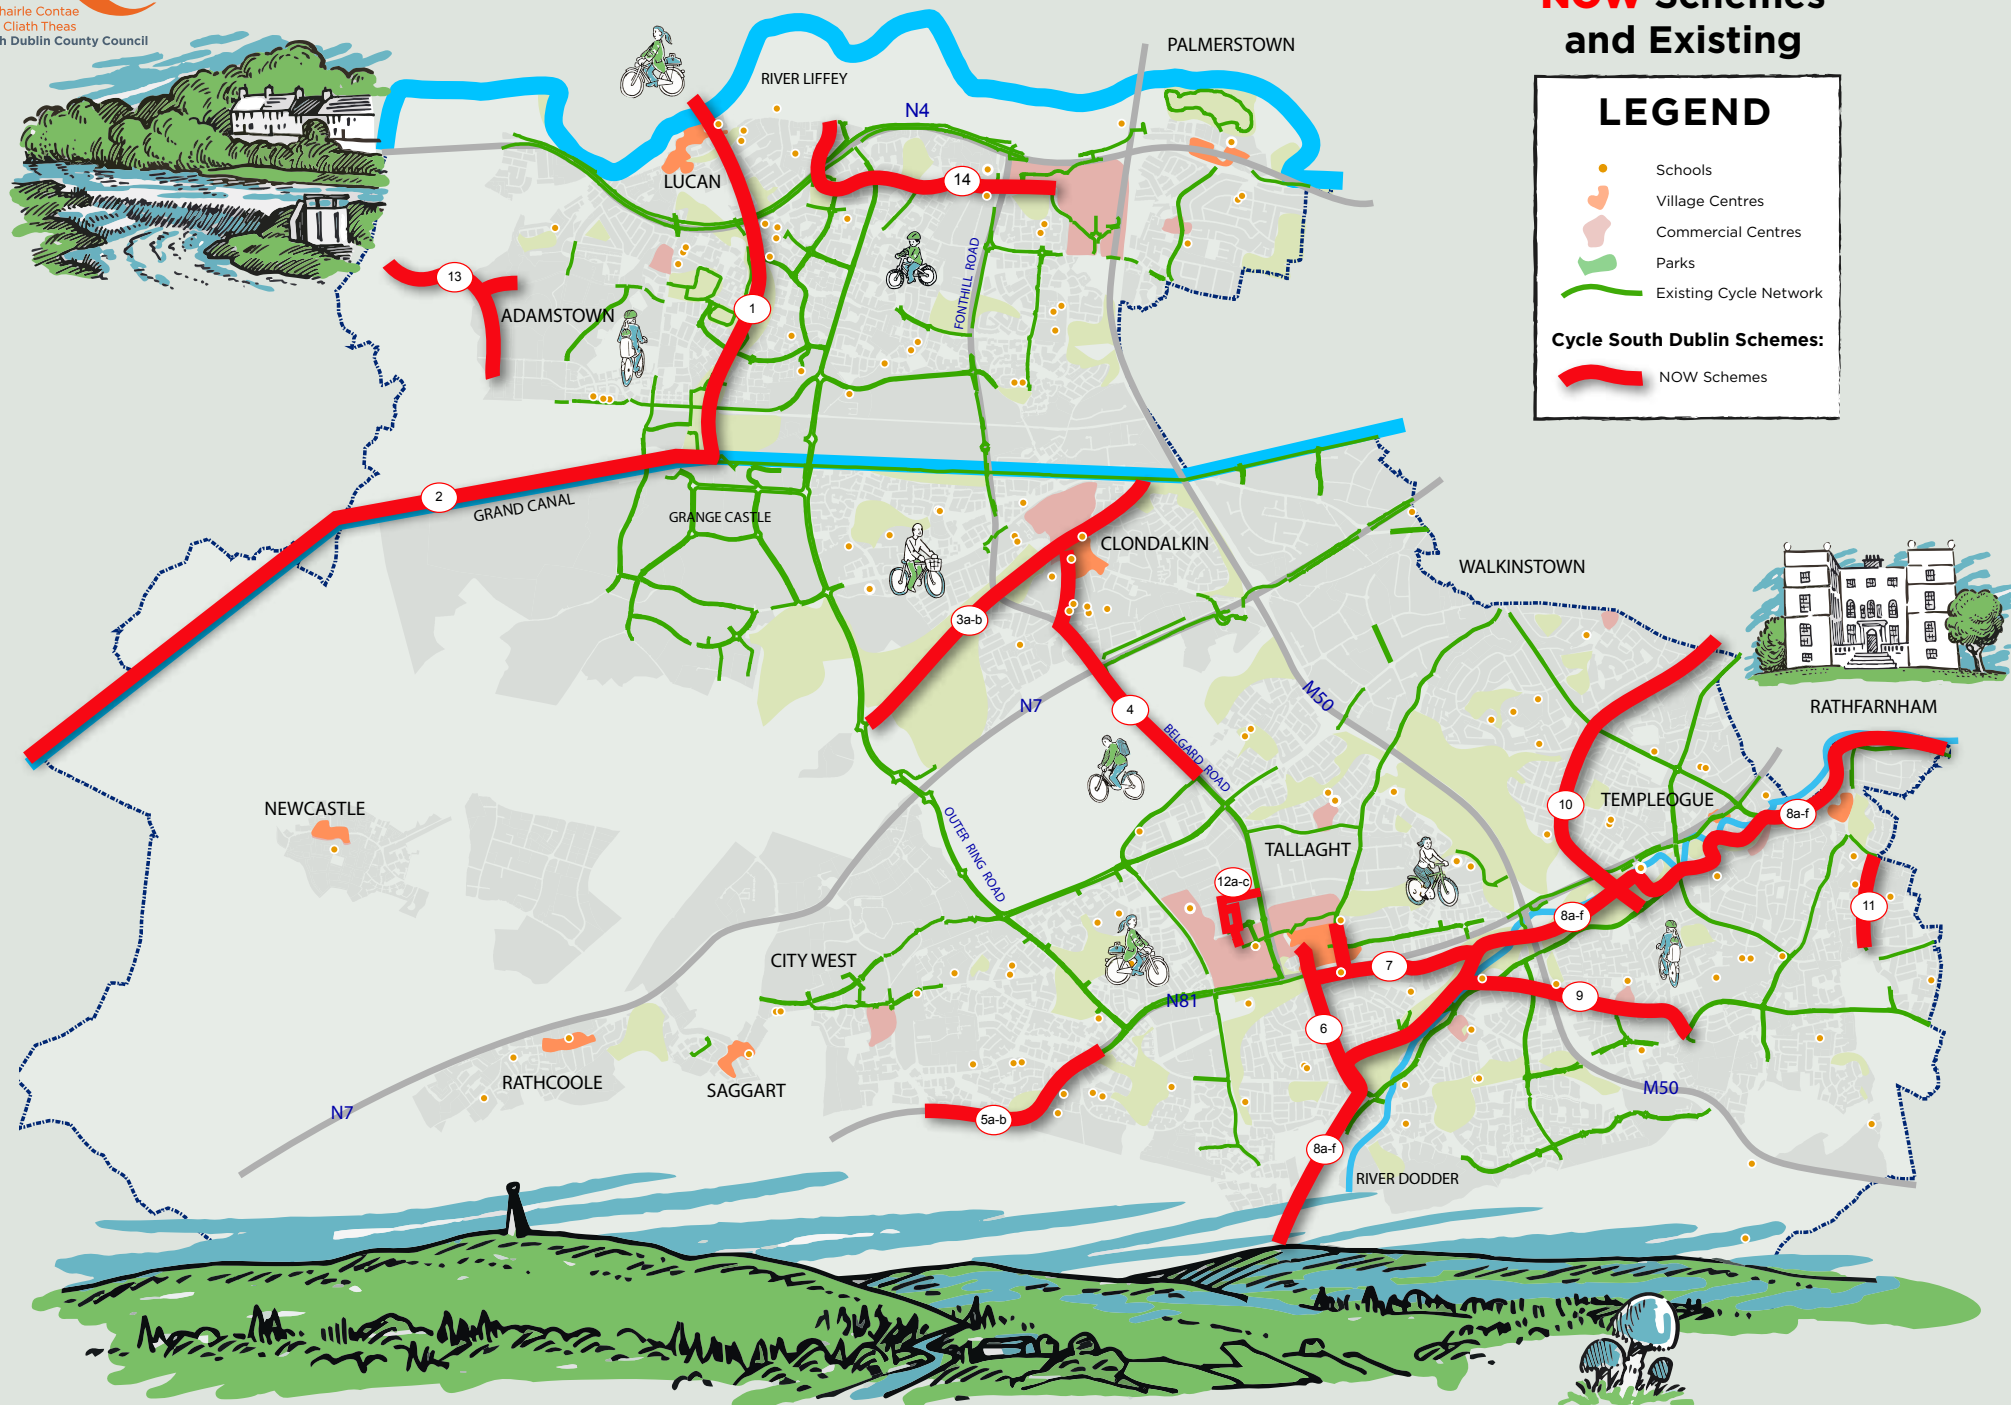 hairle Contae
Cliath Theas
h Dublin County Council
NOW Schemes
and Existing
LEGEND
Schools
Village Centres
Commercial Centres
Parks
Existing Cycle Network
Cycle South Dublin Schemes:
NOW Schemes
PALMERSTOWN
RIVER LIFFEY
N4
LUCAN
14
FONTHILL ROAD
13
ADAMSTOWN
1
2
GRAND CANAL
GRANGE CASTLE
CLONDALKIN
WALKINSTOWN
3a-b
N7
4
M50
BELGARD ROAD
RATHFARNHAM
NEWCASTLE
OUTER RING ROAD
10
TEMPLEOGUE
8a-f
TALLAGHT
12a-c
8a-f
11
CITY WEST
7
N81
9
6
RATHCOOLE
SAGGART
M50
N7
5a-b
8a-f
RIVER DODDER